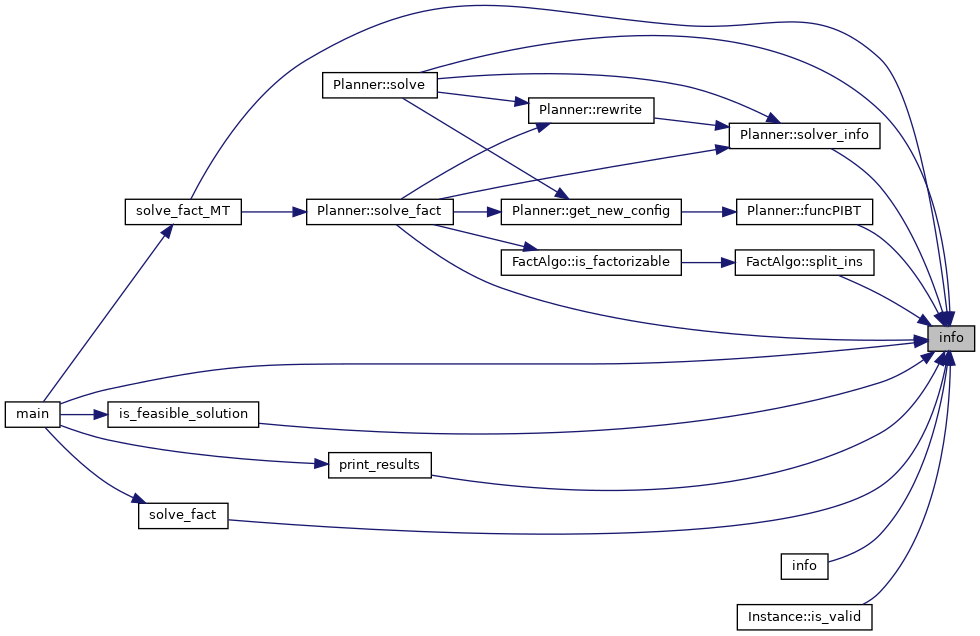 Planner::solve
Planner::rewrite
Planner::solver_info
solve_fact_MT
Planner::solve_fact
Planner::get_new_config
Planner::funcPIBT
FactAlgo::is_factorizable
FactAlgo::split_ins
info
main
is_feasible_solution
print_results
solve_fact
info
Instance::is_valid